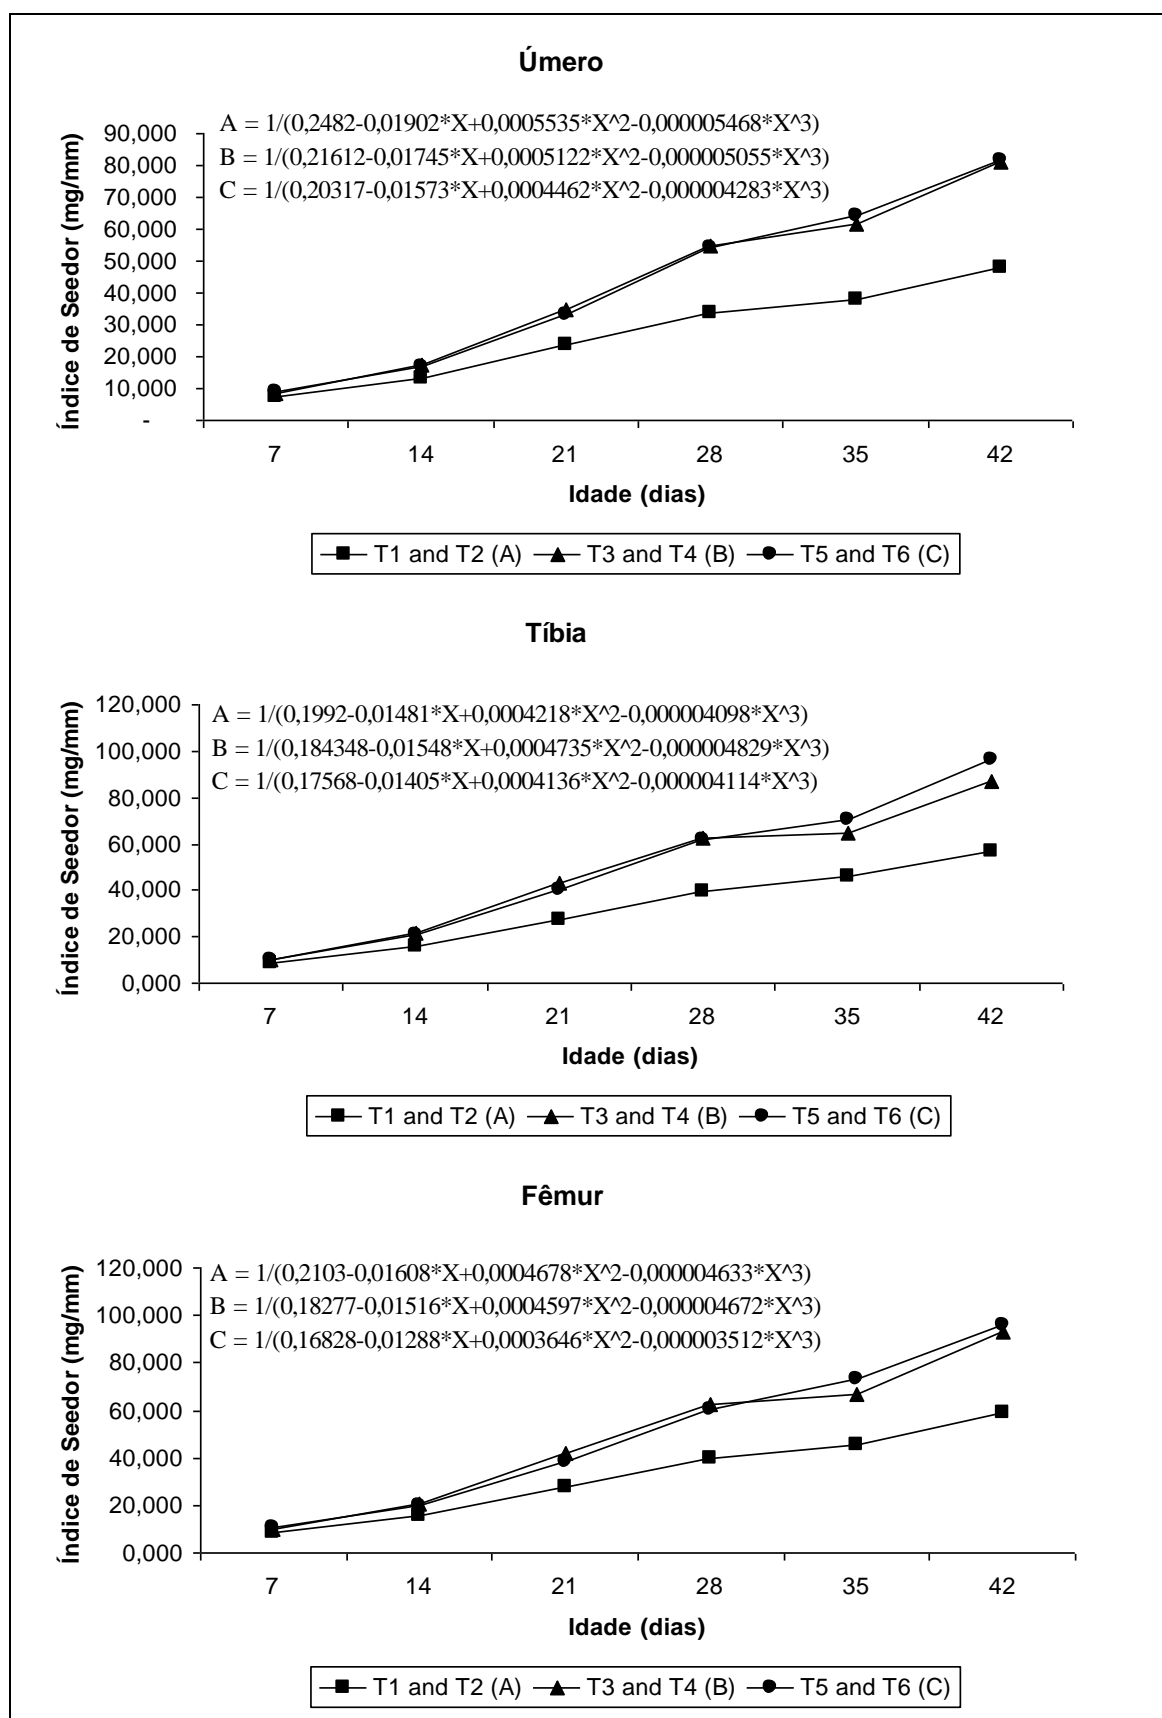 Úmero
A = 1/(0,2482-0,01902*X+0,0005535*X^2-0,000005468*X^3)
B = 1/(0,21612-0,01745*X+0,0005122*X^2-0,000005055*X^3)
C = 1/(0,20317-0,01573*X+0,0004462*X^2-0,000004283*X^3)
Índice de Seedor (mg/mm)
90,000
80,000
70,000
60,000
50,000
40,000
30,000
20,000
10,000
-
7 14 21 28 35 42
Idade (dias)
T1 and T2 (A) T3 and T4 (B) T5 and T6 (C)
Tíbia
A = 1/(0,1992-0,01481*X+0,0004218*X^2-0,000004098*X^3)
B = 1/(0,184348-0,01548*X+0,0004735*X^2-0,000004829*X^3)
C = 1/(0,17568-0,01405*X+0,0004136*X^2-0,000004114*X^3)
Índice de Seedor (mg/mm)
120,000
100,000
80,000
60,000
40,000
20,000
0,000
7 14 21 28 35 42
Idade (dias)
T1 and T2 (A) T3 and T4 (B) T5 and T6 (C)
Fêmur
A = 1/(0,2103-0,01608*X+0,0004678*X^2-0,000004633*X^3)
B = 1/(0,18277-0,01516*X+0,0004597*X^2-0,000004672*X^3)
C = 1/(0,16828-0,01288*X+0,0003646*X^2-0,000003512*X^3)
Índice de Seedor (mg/mm)
120,000
100,000
80,000
60,000
40,000
20,000
0,000
7 14 21 28 35 42
Idade (dias)
T1 and T2 (A) T3 and T4 (B) T5 and T6 (C)